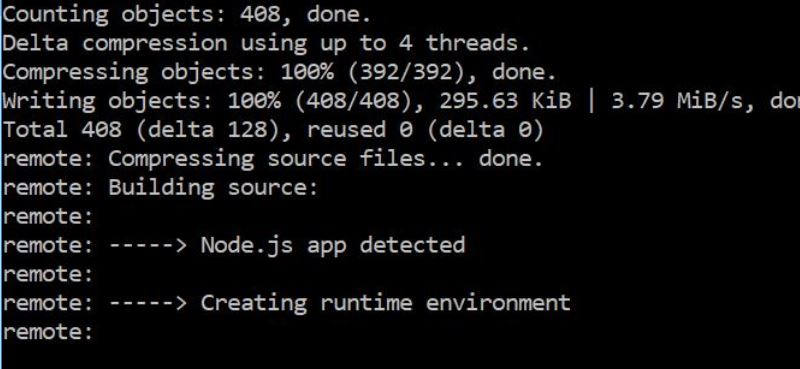 Counting objects: 408, done.
Delta compression using up to 4 threads.
Compressing objects: 100% (392/392), done.
Writing objects: 100% (408/408), 295.63 KiB | 3.79 MiB/s, do
Total 408 (delta 128), reused 0 (delta 0)
remote: Compressing source files... done.
remote: Building source:
remote:
remote: -----> Node.js app detected
remote:
remote: -----> Creating runtime environment
remote: